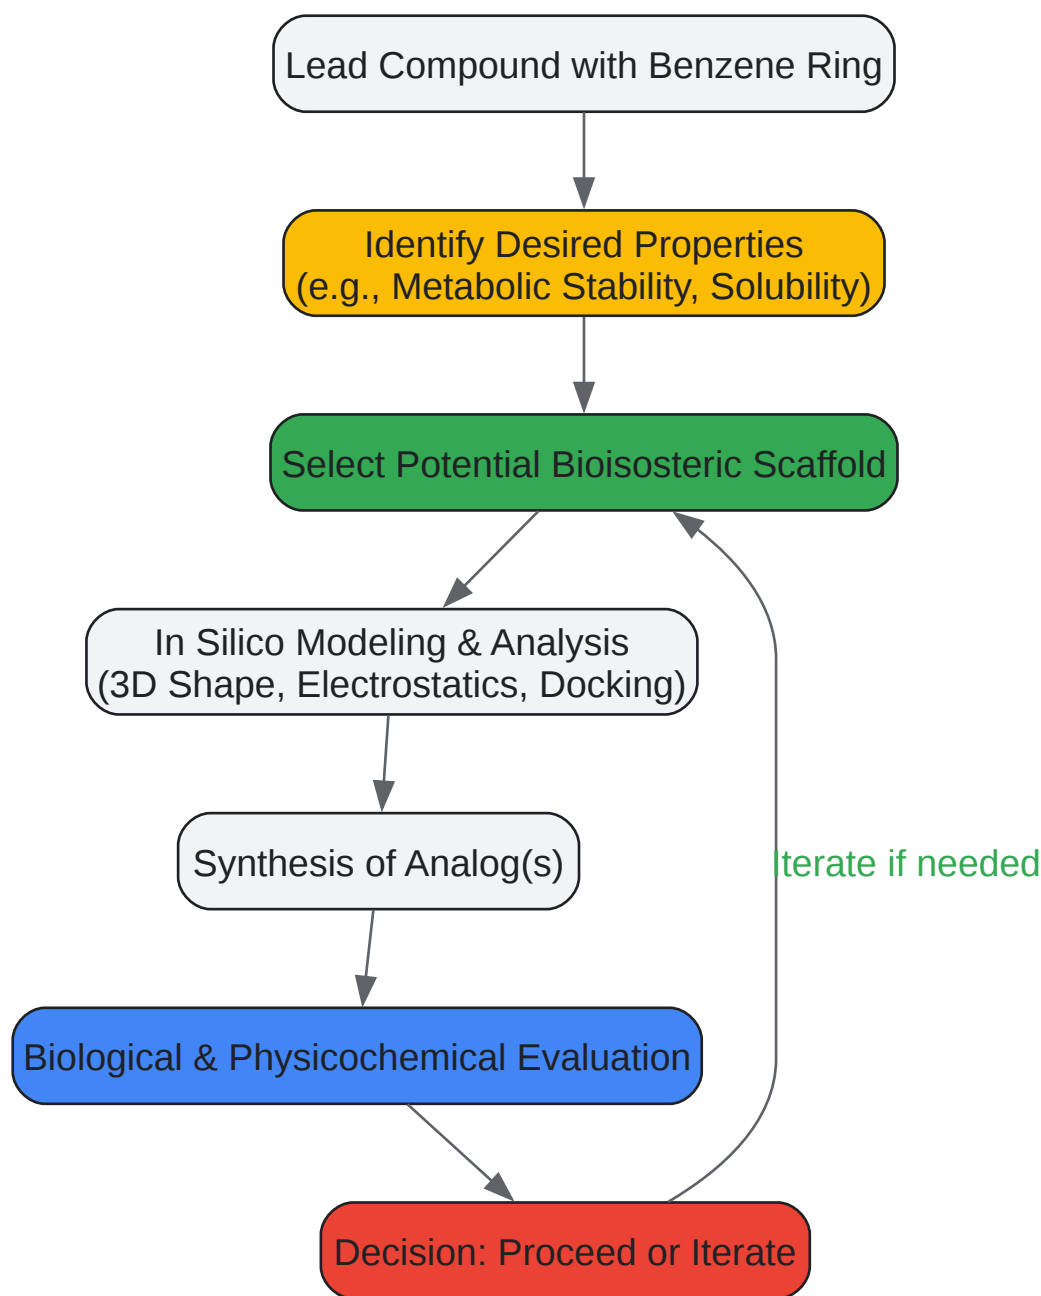 Lead Compound with Benzene Ring
Identify Desired Properties
(e.g., Metabolic Stability, Solubility)
Select Potential Bioisosteric Scaffold
In Silico Modeling & Analysis
(3D Shape, Electrostatics, Docking)
Synthesis of Analog(s)
Iterate if needed
Biological & Physicochemical Evaluation
Decision: Proceed or Iterate